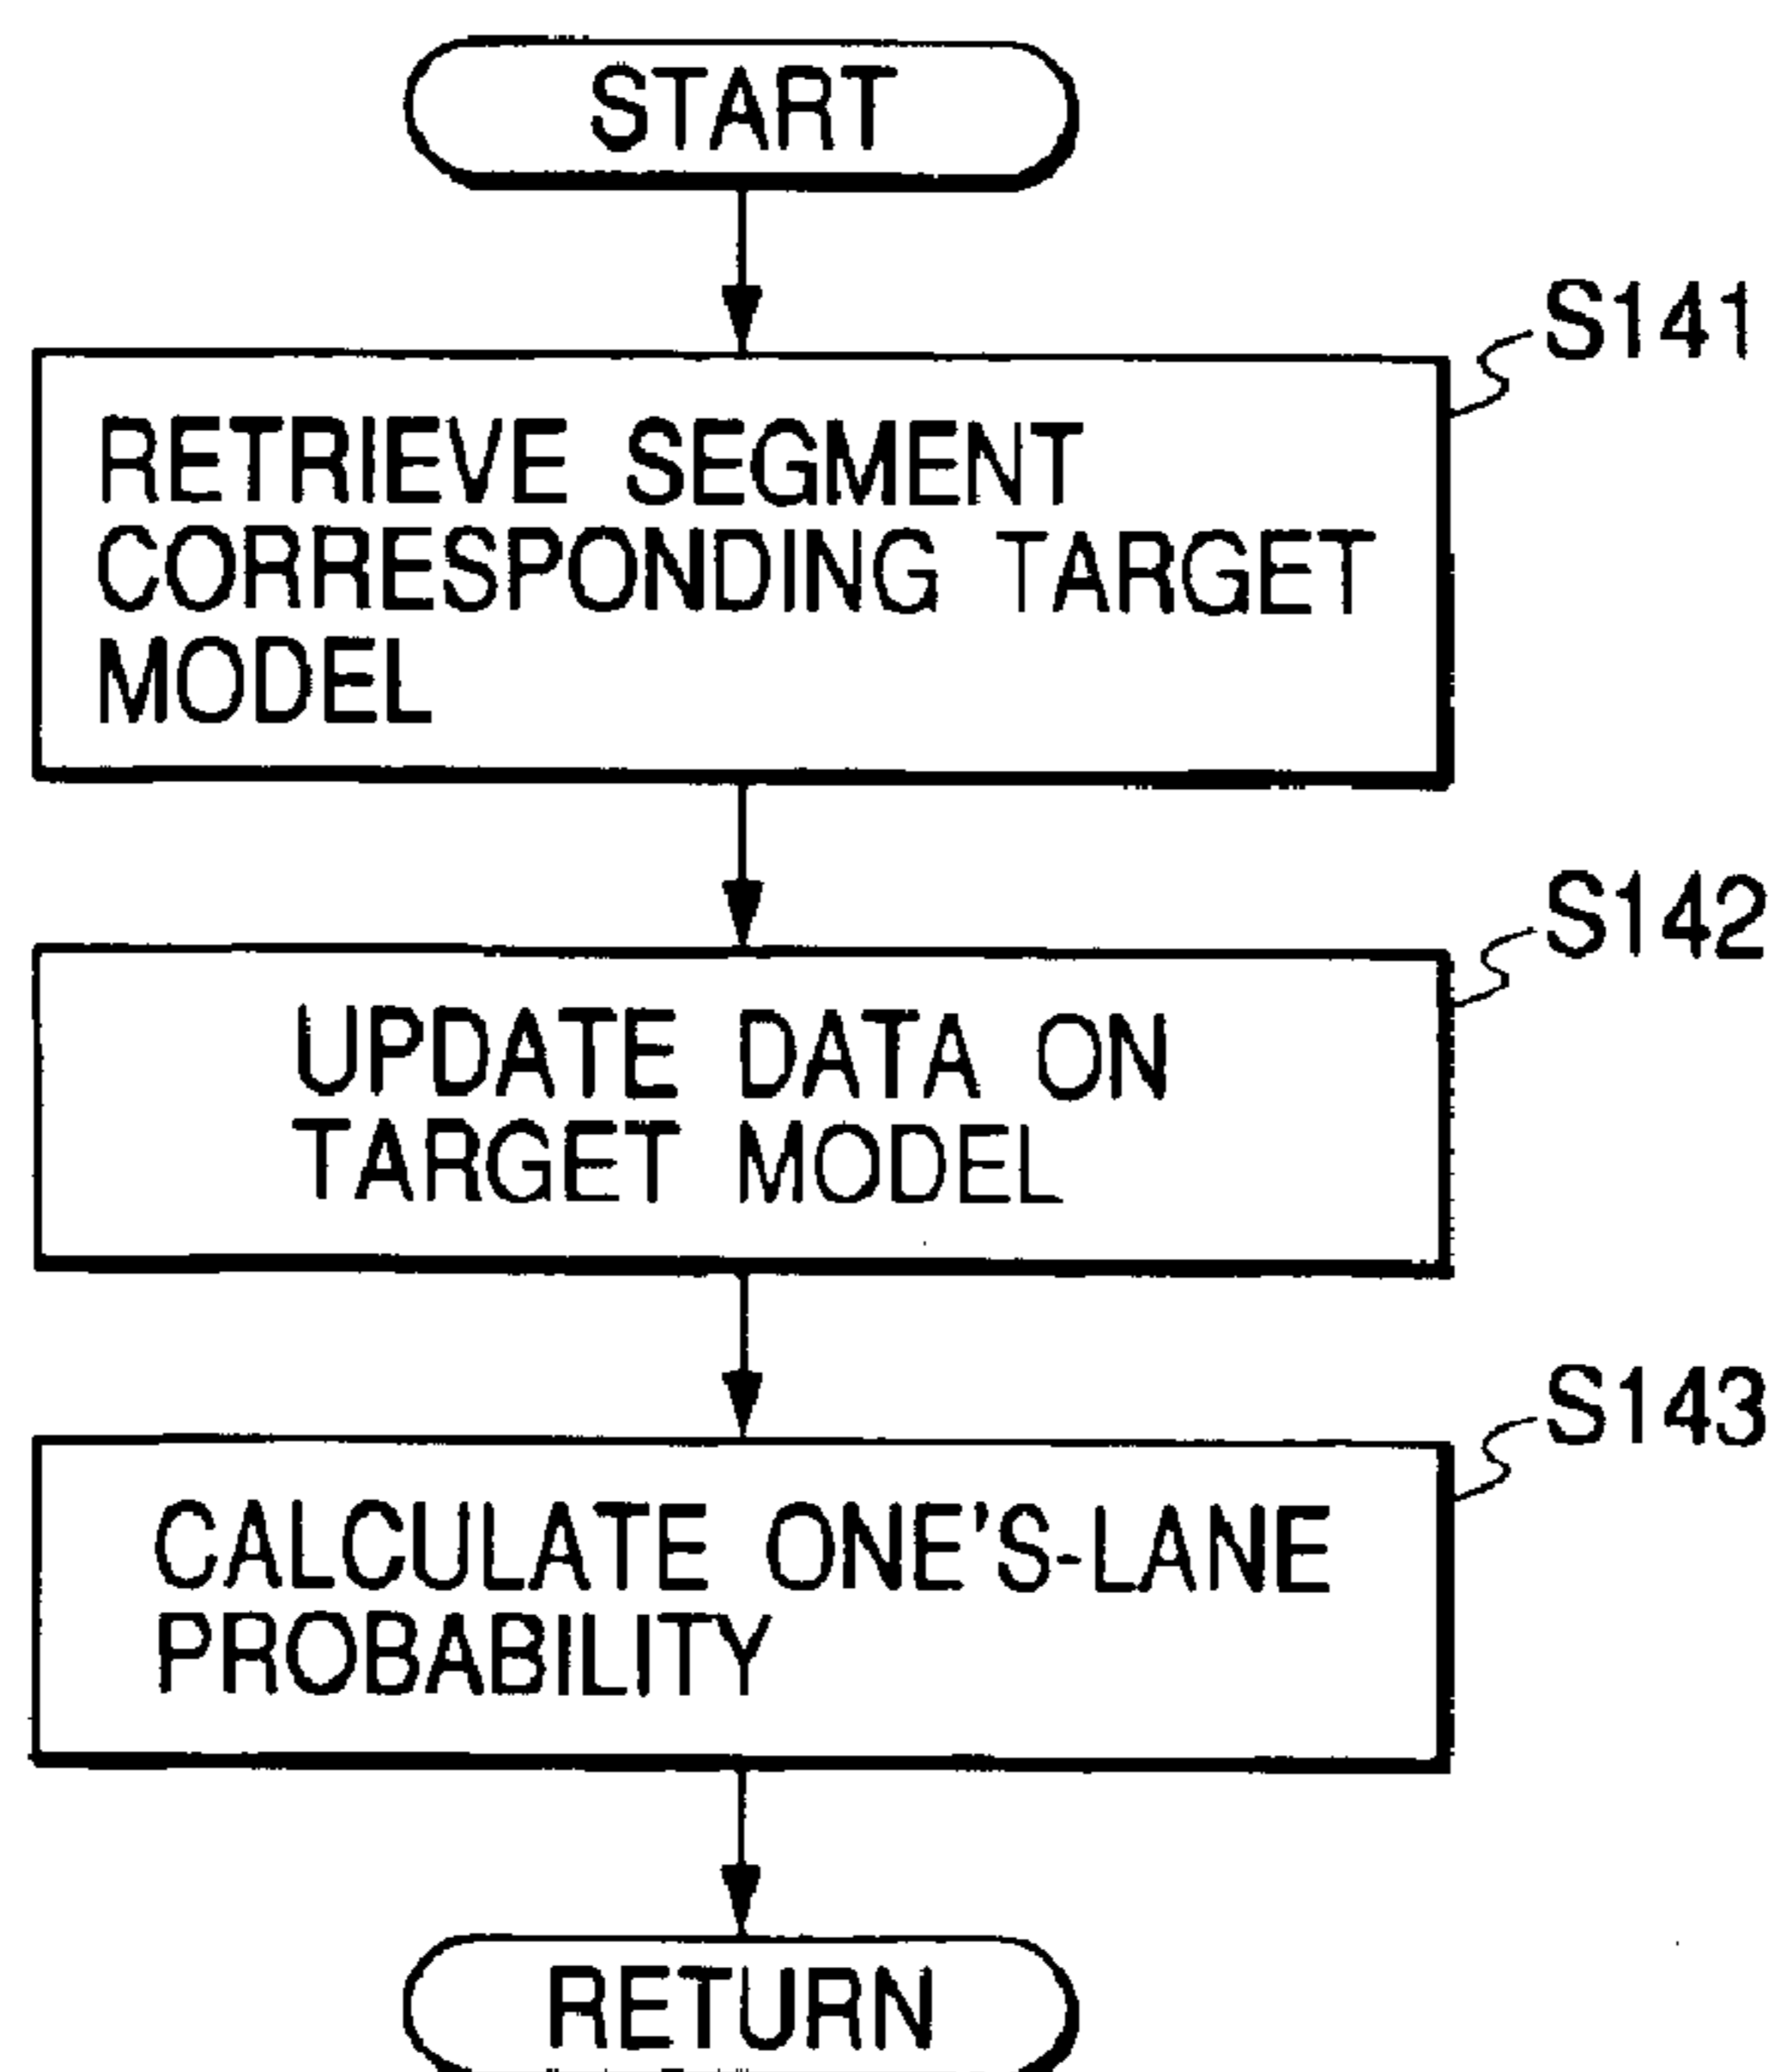 START
S141
RETRIEVE SEGMENT
CORRESPONDING TARGET
MODEL
S142
UPDATE DATA ON
TARGET MODEL
S143
CALCULATE ONE'S-LANE
PROBABILITY
RETURN